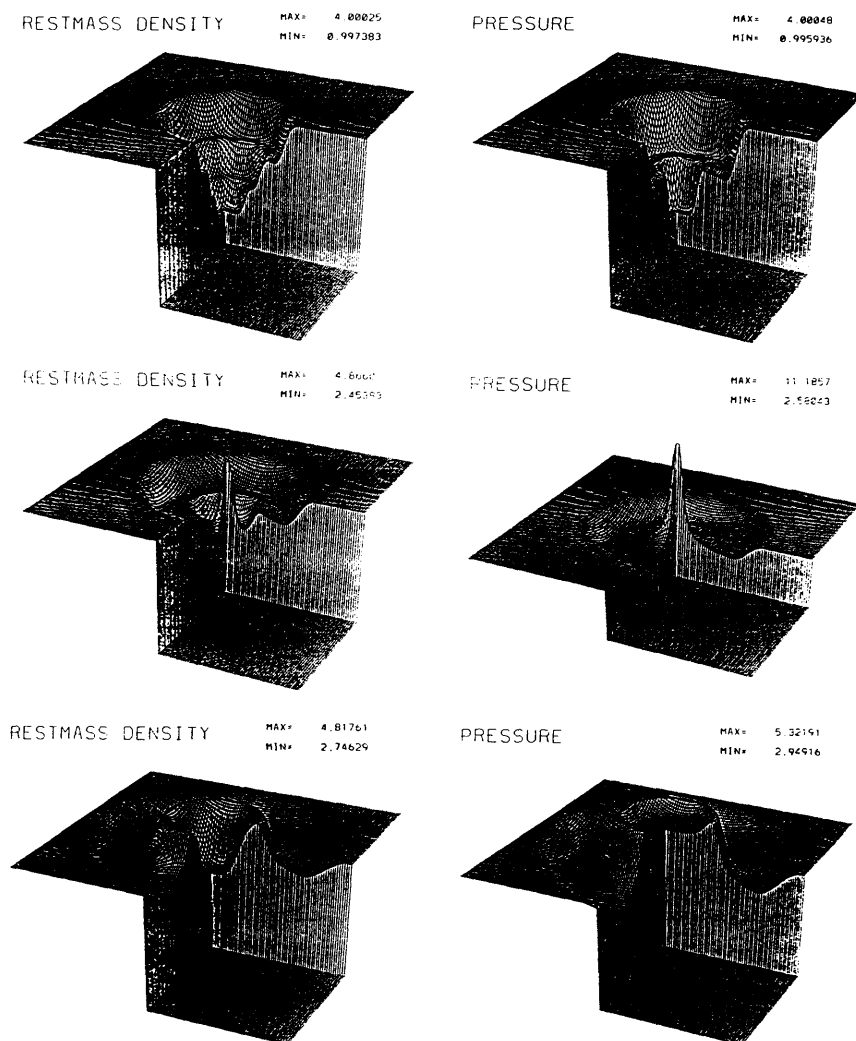 RESTMASS DENSITY MAX= 4.00025
MIN= 0.997383
PRESSURE MAX= 4.00048
MIN= 0.995936
RESTMASS DENSITY MAX=
MIN= 2.45393
PRESSURE MAX= 11.1857
MIN= 2.58043
RESTMASS DENSITY MAX= 4.81761
MIN= 2.74629
PRESSURE MAX= 5.32191
MIN= 2.94916